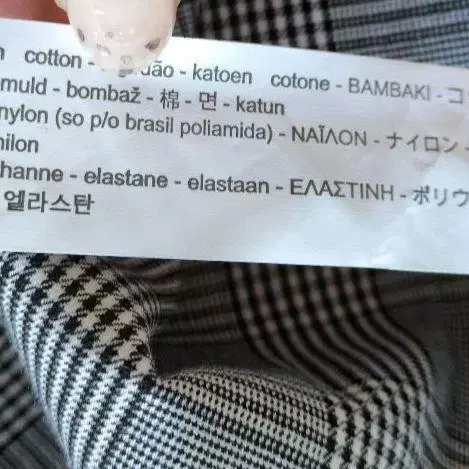 cotton - katoen cotone - BAMBAKI - コ
muld - bombaž - 棉 - 면 - katun
nylon (so p/o brasil poliamida) - ΝΑΪΛΟΝ - ナイロン -
nilon
hanne - elastane - elastaan - ΕΛΑΣΤΙΝΗ - ポリウ
엘라스탄